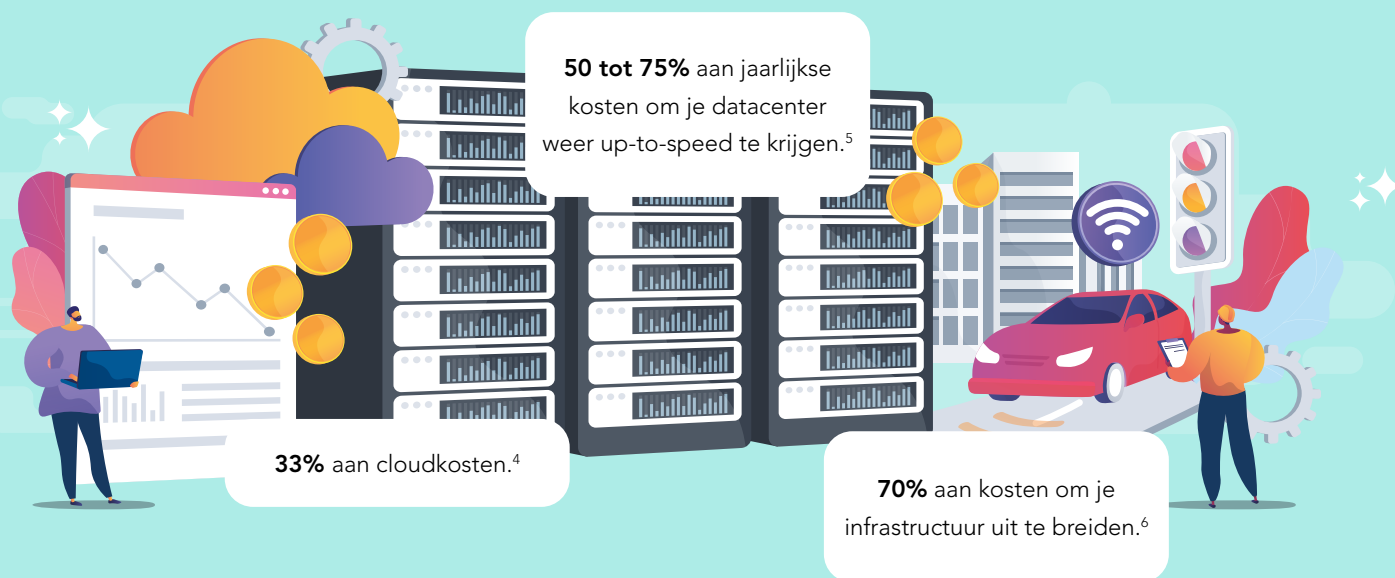 50 tot 75% aan jaarlijkse
kosten om je datacenter
weer up-to-speed te krijgen.5
33% aan cloudkosten.4
70% aan kosten om je
infrastructuur uit te breiden.6